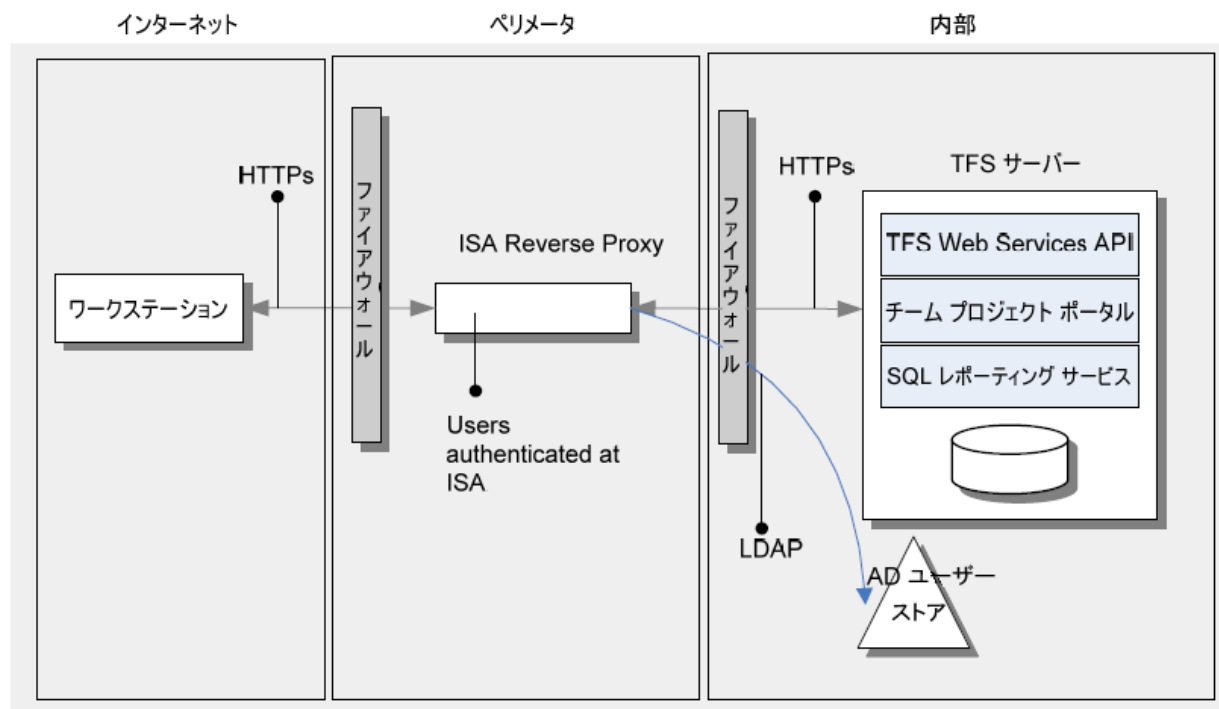 インターネット
ペリメータ
内部
HTTPs
ワークステーション
ファイアウォール
ISA Reverse Proxy
Users
authenticated at
ISA
ファイアウォール
HTTPs
LDAP
TFS サーバー
TFS Web Services API
チーム プロジェクト ポータル
SQL レポーティング サービス
AD ユーザー
ストア